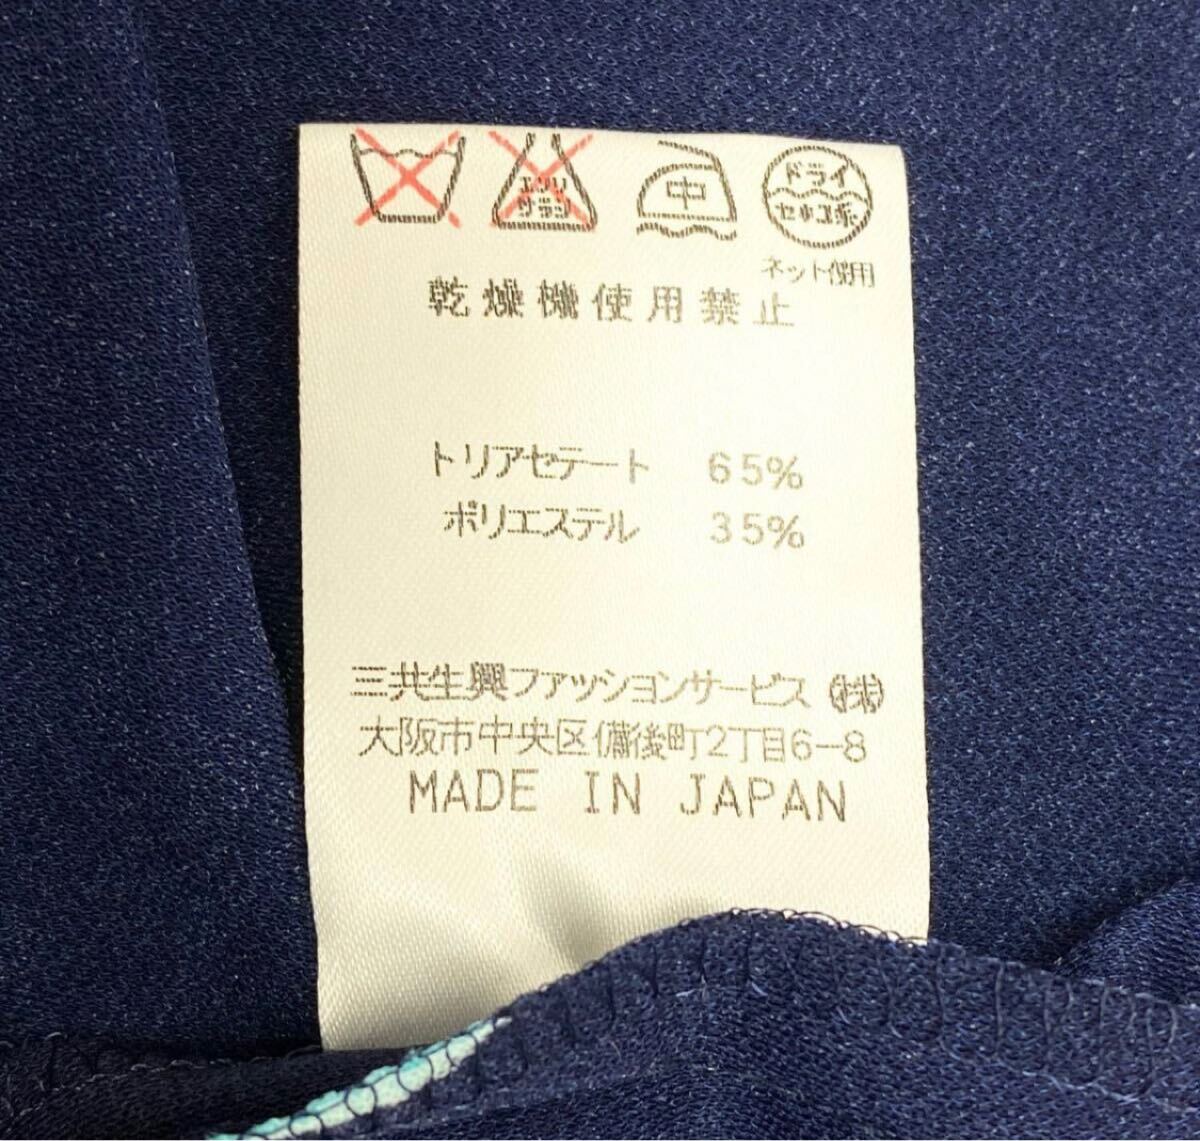 エンソ
サラシ
中
ドライ
セキユ系
ネット使用
乾燥機使用禁止
トリアセテート 65%
ポリエステル 35%
三共生興ファッションサービス(株)
大阪市中央区備後町2丁目6-8
MADE IN JAPAN